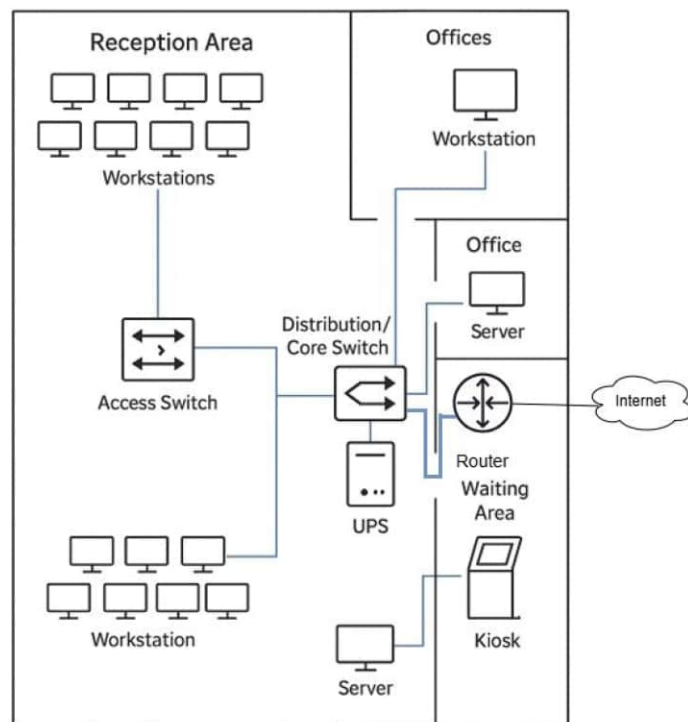 Reception Area
Offices
Workstation
Workstations
Office
Server
Distribution/
Core Switch
Access Switch
Internet
Router
Waiting
Area
UPS
Workstation
Kiosk
Server